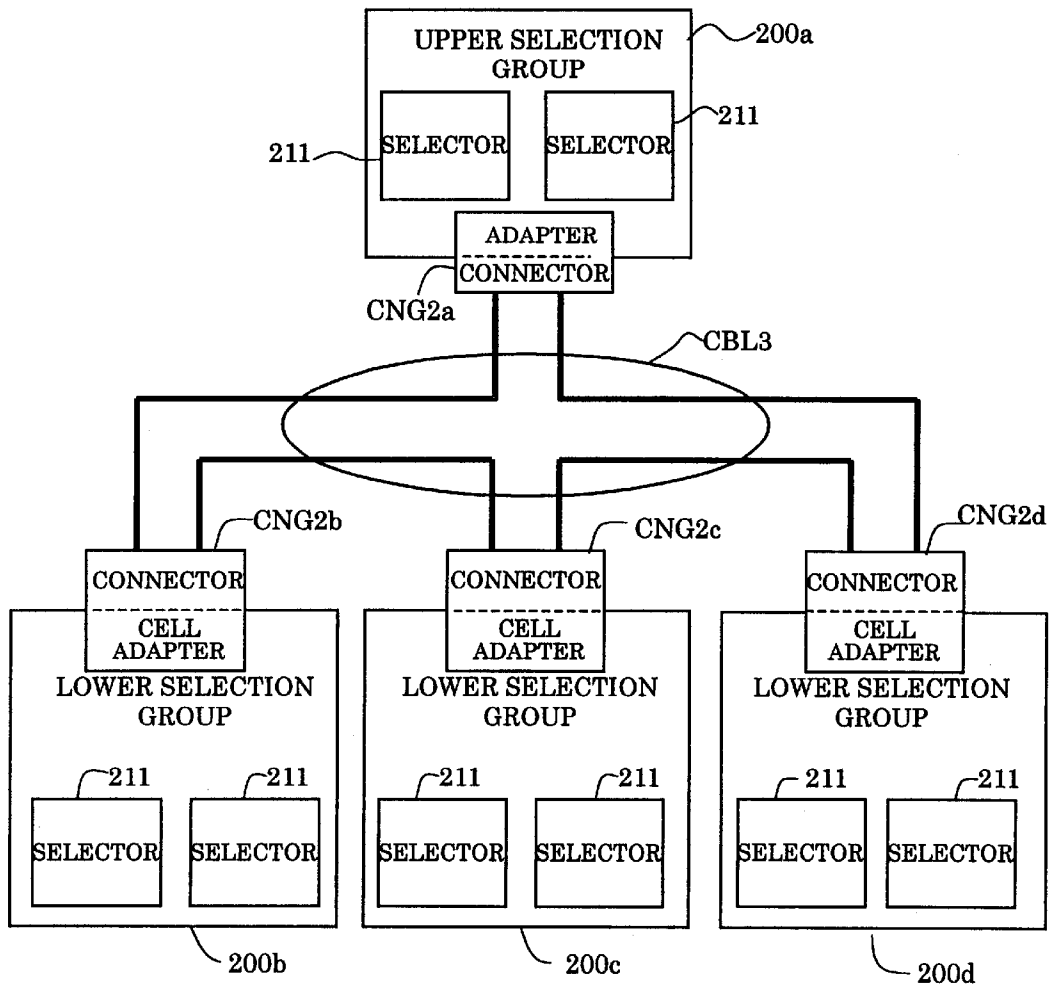 UPPER SELECTION
GROUP
200a
SELECTOR
SELECTOR
211
211
ADAPTER
CONNECTOR
CNG2a
CBL3
CNG2b
CNG2c
CNG2d
CONNECTOR
CELL
ADAPTER
LOWER SELECTION
GROUP
211
211
SELECTOR
SELECTOR
200b
CONNECTOR
CELL
ADAPTER
LOWER SELECTION
GROUP
211
211
SELECTOR
SELECTOR
200c
CONNECTOR
CELL
ADAPTER
LOWER SELECTION
GROUP
211
211
SELECTOR
SELECTOR
200d